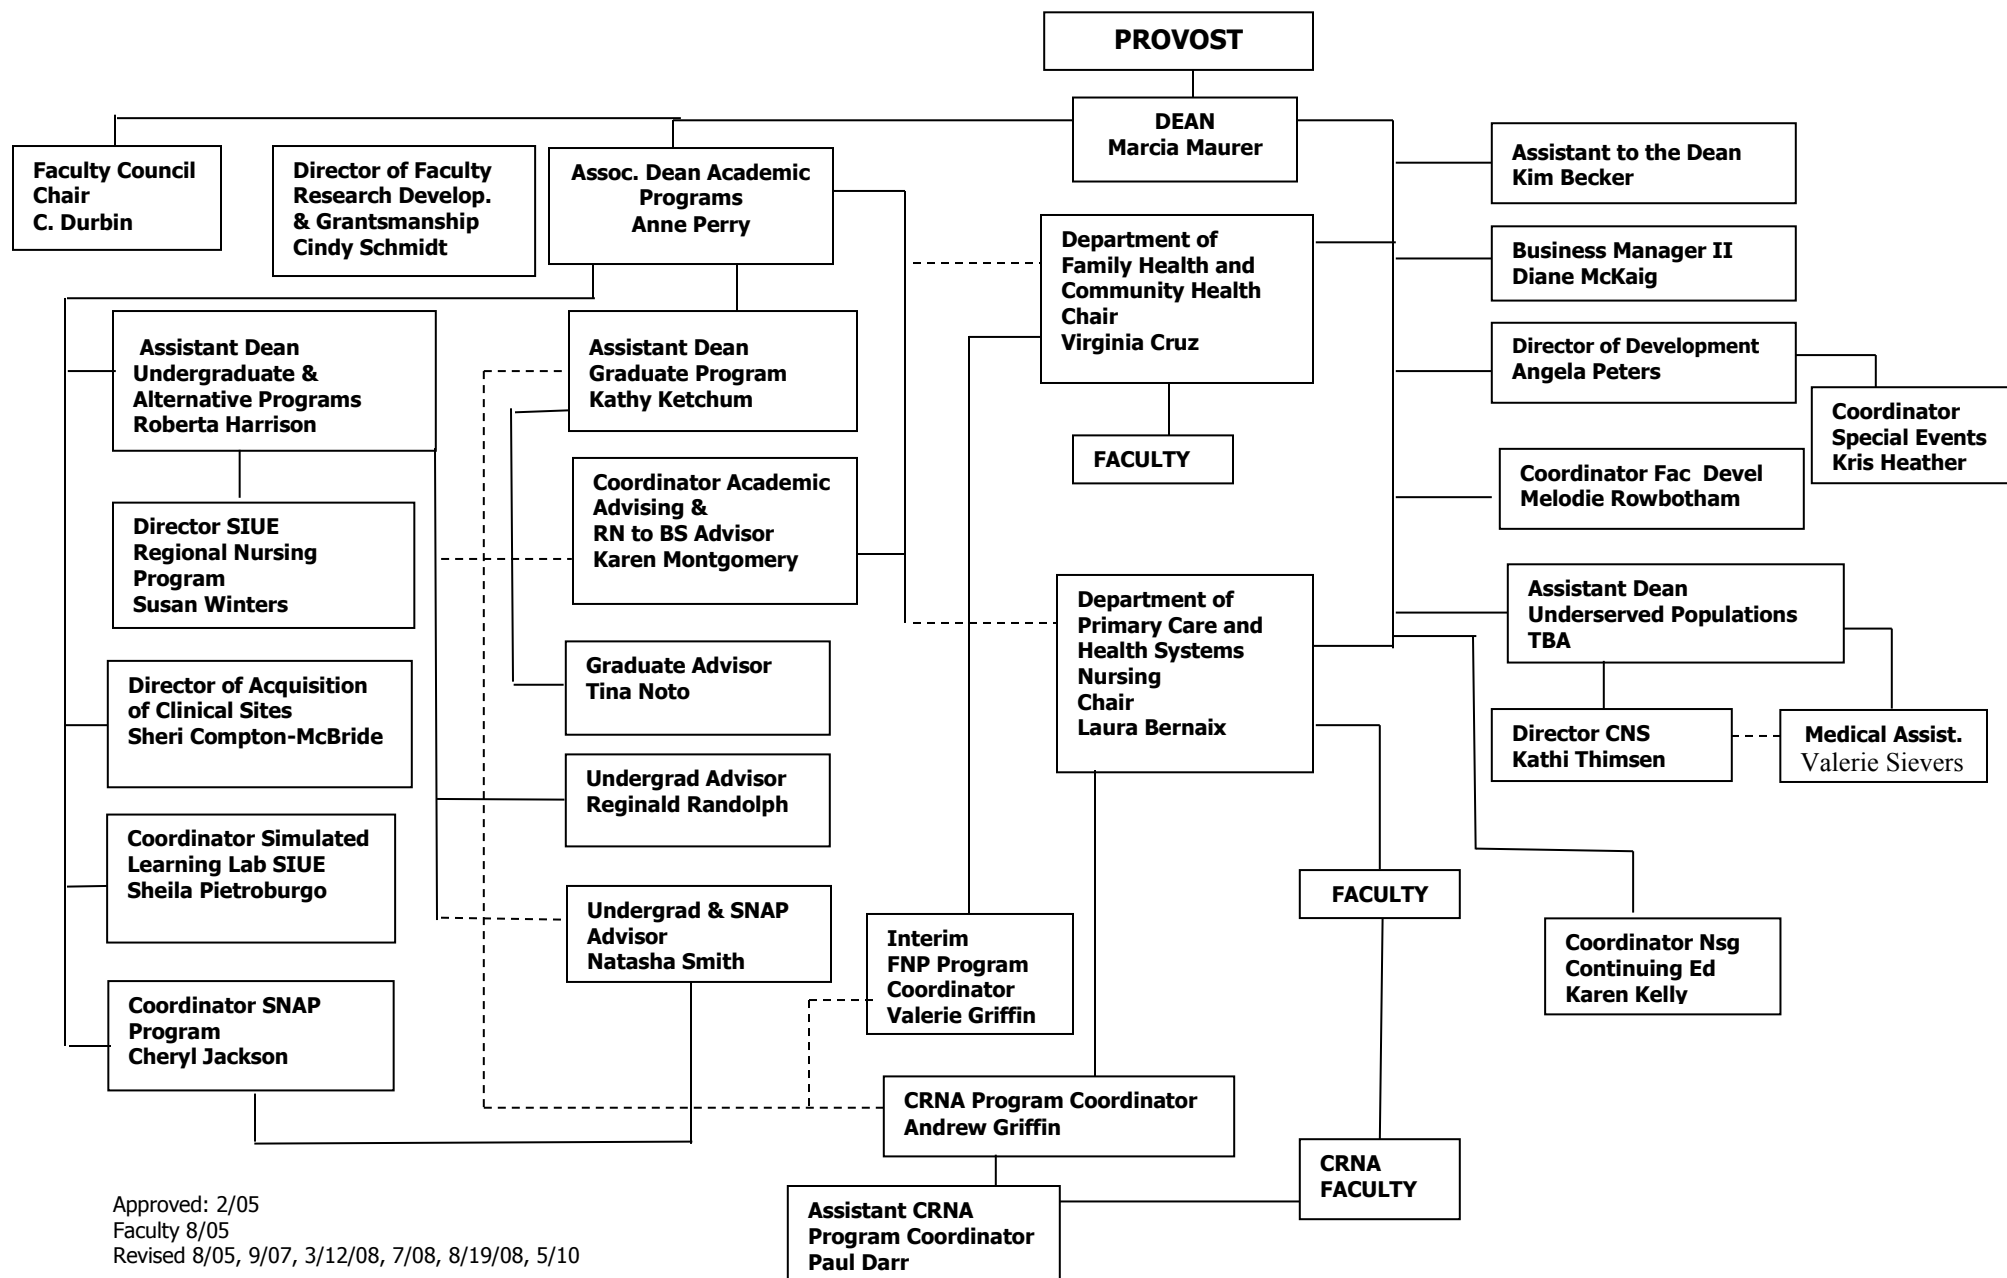 PROVOST
DEAN
Marcia Maurer
Faculty Council
Chair
C. Durbin
Director of Faculty
Research Develop.
& Grantsmanship
Cindy Schmidt
Assoc. Dean Academic
Programs
Anne Perry
Assistant to the Dean
Kim Becker
Department of
Family Health and
Community Health
Chair
Virginia Cruz
Business Manager II
Diane McKaig
Assistant Dean
Undergraduate &
Alternative Programs
Roberta Harrison
Assistant Dean
Graduate Program
Kathy Ketchum
Director of Development
Angela Peters
Coordinator
Special Events
Kris Heather
FACULTY
Coordinator Academic
Advising &
RN to BS Advisor
Karen Montgomery
Coordinator Fac  Devel
Melodie Rowbotham
Director SIUE
Regional Nursing
Program
Susan Winters
Department of
Primary Care and
Health Systems
Nursing
Chair
Laura Bernaix
Assistant Dean
Underserved Populations
TBA
Director of Acquisition
of Clinical Sites
Sheri Compton-McBride
Graduate Advisor
Tina Noto
Director CNS
Kathi Thimsen
Medical Assist.
Valerie Sievers
Undergrad Advisor
Reginald Randolph
Coordinator Simulated
Learning Lab SIUE
Sheila Pietroburgo
FACULTY
Undergrad & SNAP
Advisor
Natasha Smith
Interim
FNP Program
Coordinator
Valerie Griffin
Coordinator Nsg
Continuing Ed
Karen Kelly
Coordinator SNAP
Program
Cheryl Jackson
CRNA Program Coordinator
Andrew Griffin
CRNA
FACULTY
Assistant CRNA
Program Coordinator
Paul Darr
Approved: 2/05
Faculty 8/05
Revised 8/05, 9/07, 3/12/08, 7/08, 8/19/08, 5/10